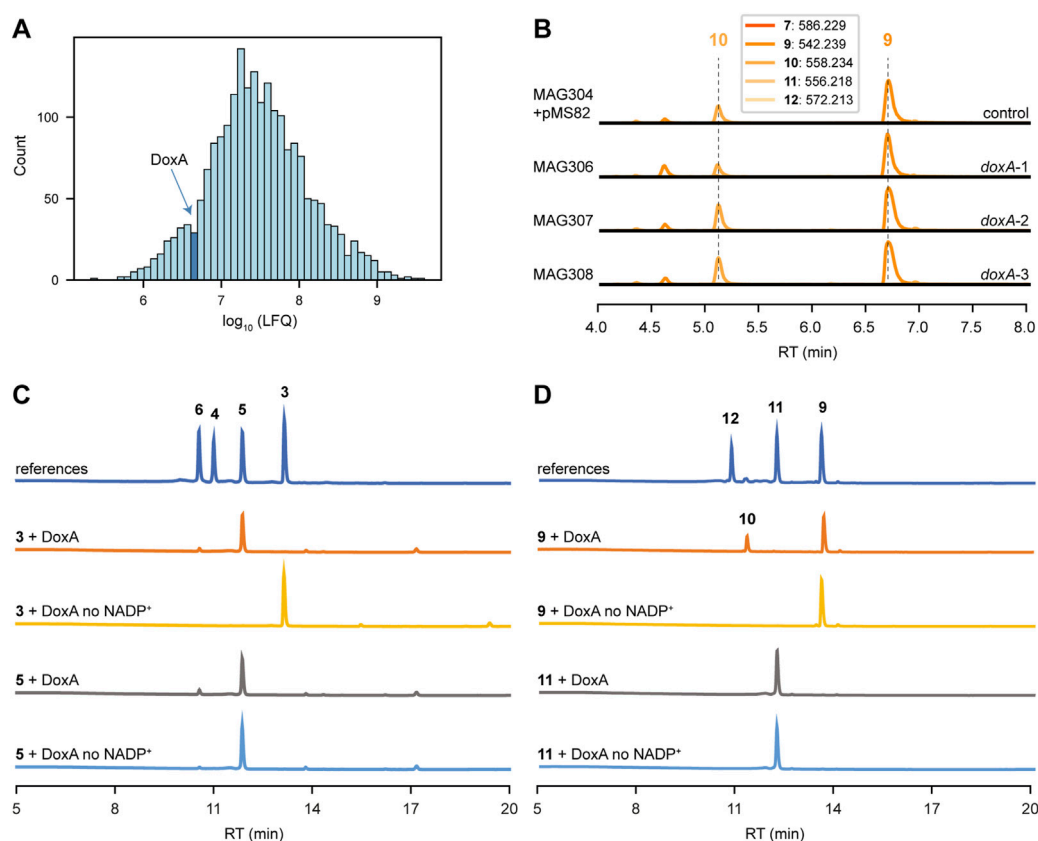 A
Count
100
50
0
DoxA
6
7
8
9
log₁₀ (LFQ)
B
10
7: 586.229
9: 542.239
10: 558.234
11: 556.218
12: 572.213
9
MAG304
+pMS82
control
MAG306
doxA-1
MAG307
doxA-2
MAG308
doxA-3
4.0 4.5 5.0 5.5 6.0 6.5 7.0 7.5 8.0
RT (min)
C
6 4 5 3
references
3 + DoxA
3 + DoxA no NADP⁺
5 + DoxA
5 + DoxA no NADP⁺
5 8 11 14 17 20
RT (min)
D
12 11 9
references
10
9 + DoxA
9 + DoxA no NADP⁺
11 + DoxA
11 + DoxA no NADP⁺
5 8 11 14 17 20
RT (min)